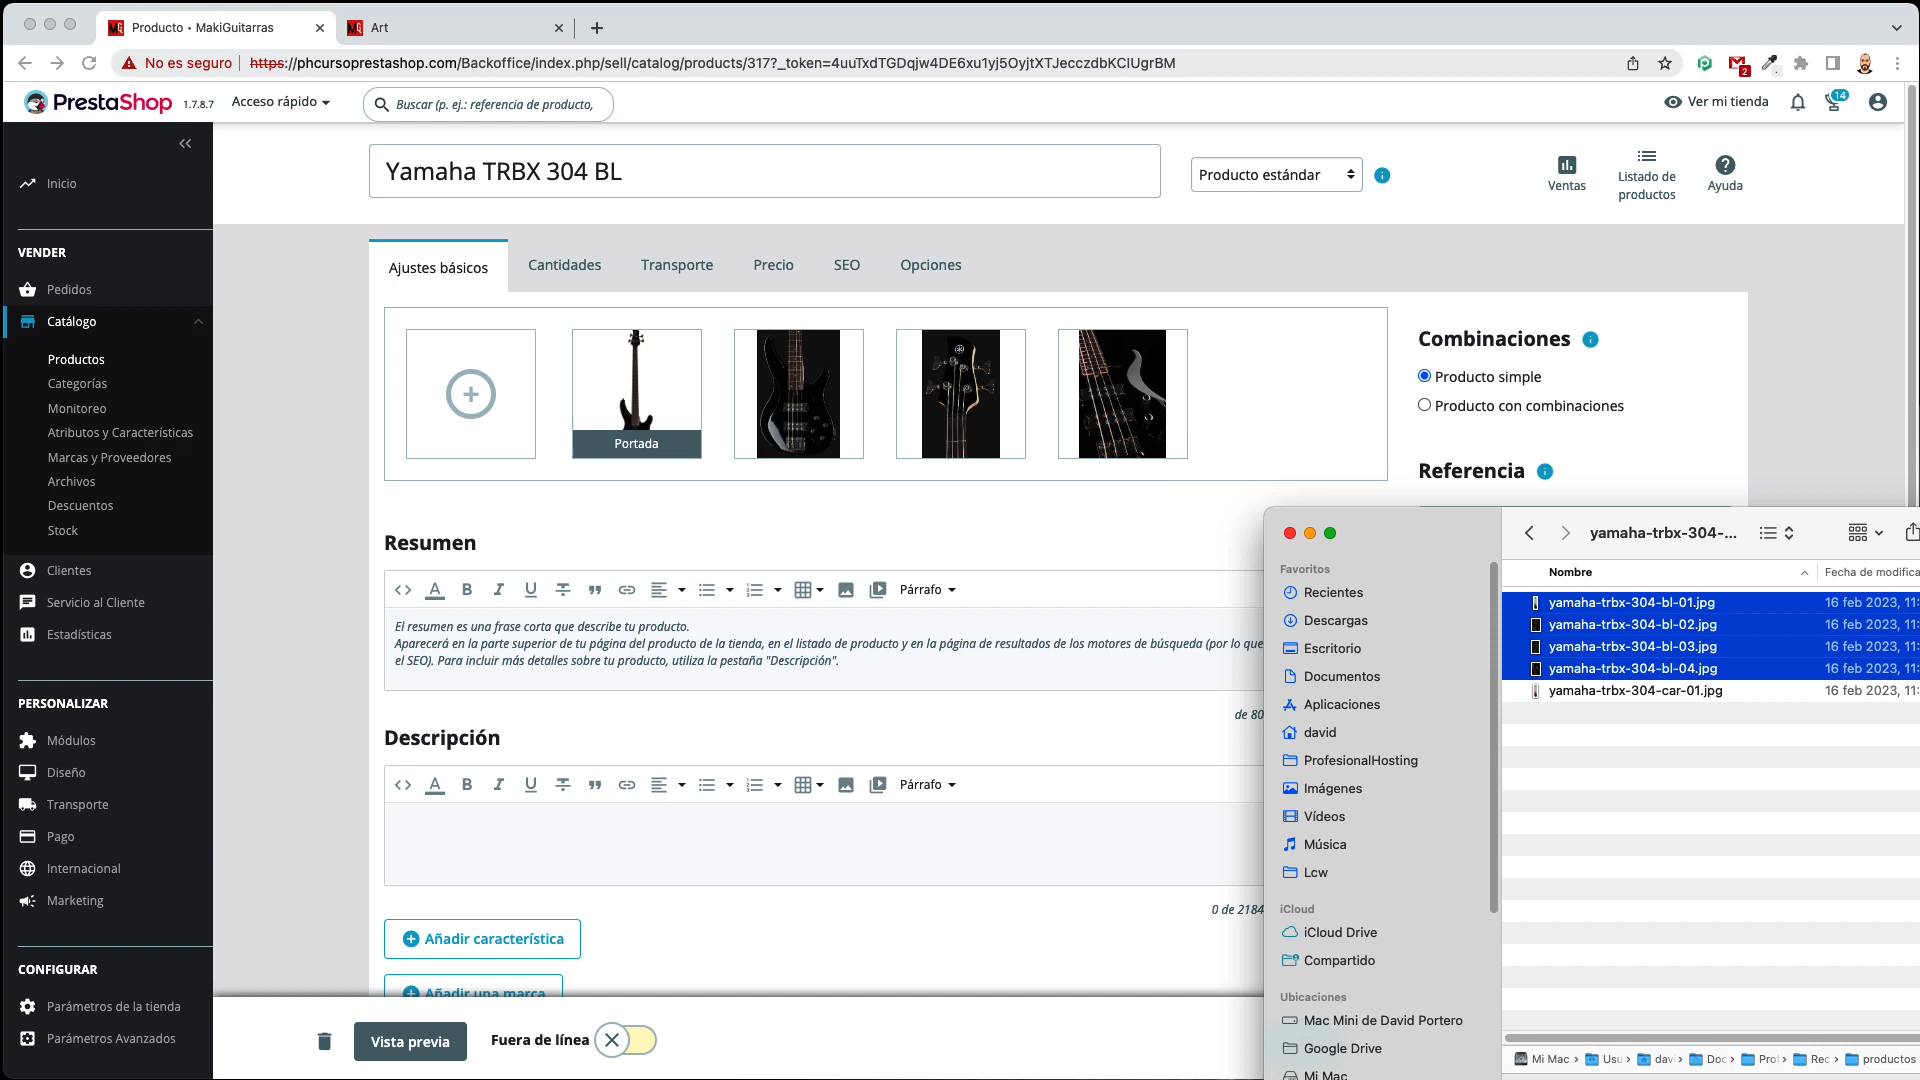 Producto • MakiGuitarras
Art
No es seguro
https://phcursoprestashop.com/Backoffice/index.php/sell/catalog/products/317?_token=4uuTxdTGDqjw4DE6xu1yj5OyjtXTJecczdbKCIUgrBM
2
PrestaShop
1.7.8.7
Acceso rápido
Buscar (p. ej.: referencia de producto,
Ver mi tienda
14
Inicio
VENDER
Pedidos
Catálogo
Productos
Categorías
Monitoreo
Atributos y Características
Marcas y Proveedores
Archivos
Descuentos
Stock
Clientes
Servicio al Cliente
Estadísticas
PERSONALIZAR
Módulos
Diseño
Transporte
Pago
Internacional
Marketing
CONFIGURAR
Parámetros de la tienda
Parámetros Avanzados
Yamaha TRBX 304 BL
Producto estándar
Ventas
Listado de
productos
Ayuda
Ajustes básicos
Cantidades
Transporte
Precio
SEO
Opciones
Portada
Combinaciones
Producto simple
Producto con combinaciones
Referencia
Resumen
Párrafo
El resumen es una frase corta que describe tu producto.
Aparecerá en la parte superior de tu página del producto de la tienda, en el listado de producto y en la página de resultados de los motores de búsqueda (por lo que
el SEO). Para incluir más detalles sobre tu producto, utiliza la pestaña "Descripción".
de 80
Descripción
Párrafo
0 de 2184
Añadir característica
Añadir una marca
Vista previa
Fuera de línea
Favoritos
Recientes
Descargas
Escritorio
Documentos
Aplicaciones
david
ProfesionalHosting
Imágenes
Vídeos
Música
Lcw
iCloud
iCloud Drive
Compartido
Ubicaciones
Mac Mini de David Portero
Google Drive
Mi Mac
yamaha-trbx-304-...
Nombre
Fecha de modifica
yamaha-trbx-304-bl-01.jpg
16 feb 2023, 11:
yamaha-trbx-304-bl-02.jpg
16 feb 2023, 11:
yamaha-trbx-304-bl-03.jpg
16 feb 2023, 11:
yamaha-trbx-304-bl-04.jpg
16 feb 2023, 11:
yamaha-trbx-304-car-01.jpg
16 feb 2023, 11:
Mi Mac › Usu › davi › Doc › Prof › Rec › productos